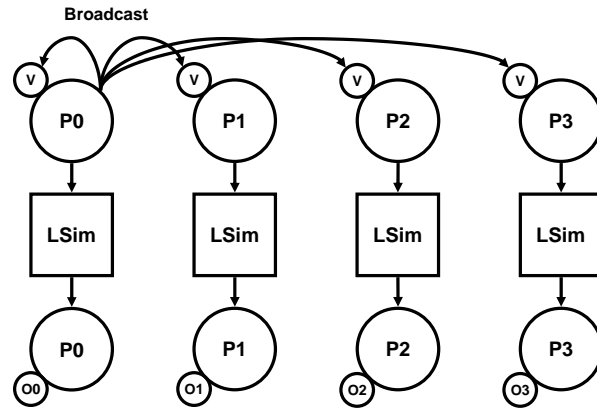 Broadcast
V V V V
P0 P1 P2 P3
LSim LSim LSim LSim
P0 P1 P2 P3
O0 O1 O2 O3